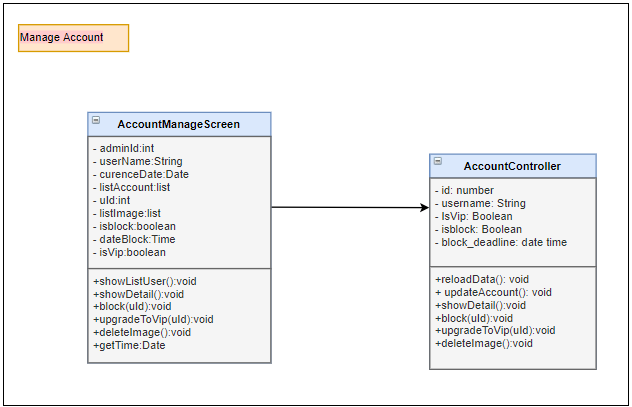 Manage Account
AccountManageScreen
- adminId:int
- userName:String
- curenceDate:Date
- listAccount:list
- uId:int
- listImage:list
- isblock:boolean
- dateBlock:Time
- isVip:boolean
+showListUser():void
+showDetail():void
+block(uId):void
+upgradeToVip(uId):void
+deleteImage():void
+getTime:Date
AccountController
- id: number
- username: String
- IsVip: Boolean
- isblock: Boolean
- block_deadline: date time
+reloadData(): void
+ updateAccount(): void
+showDetail():void
+block(uId):void
+upgradeToVip(uId):void
+deleteImage():void